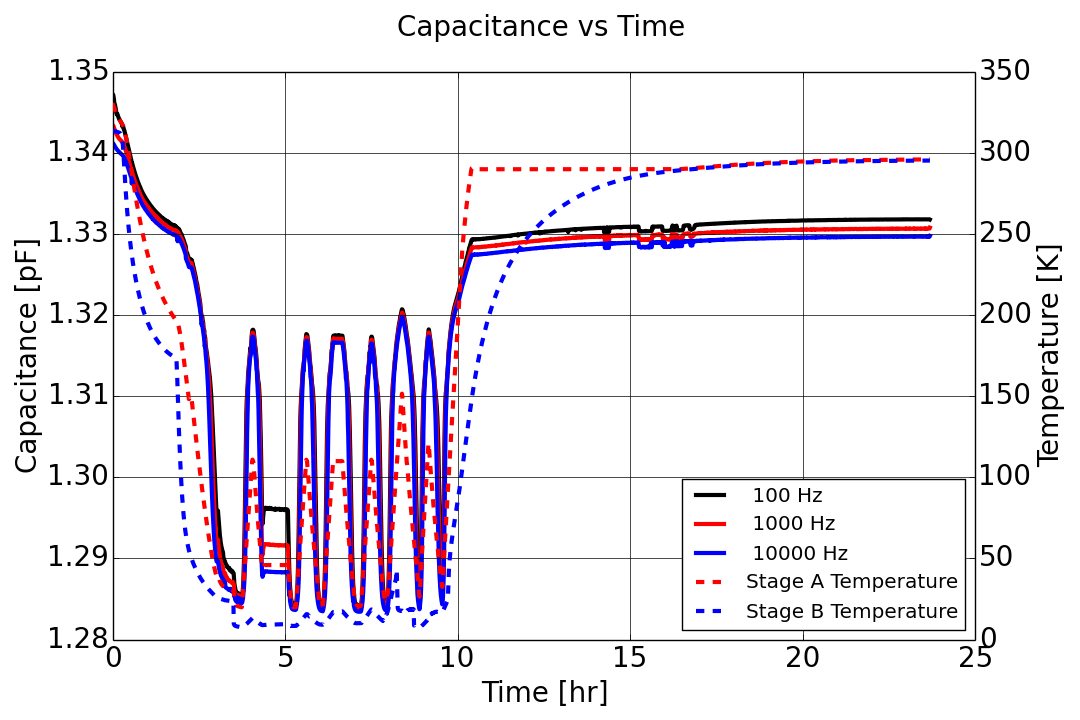 Capacitance vs Time
1.35
1.34
1.33
1.32
1.31
1.30
1.29
1.28
Capacitance [pF]
350
300
250
200
150
100
50
0
Temperature [K]
100 Hz
1000 Hz
10000 Hz
Stage A Temperature
Stage B Temperature
0 5 10 15 20 25
Time [hr]